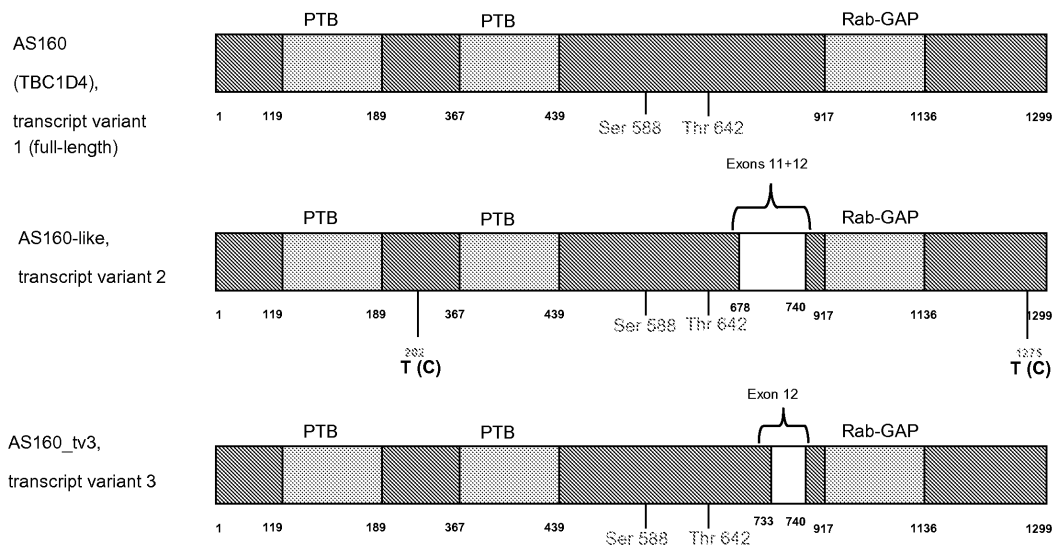 PTB PTB Rab-GAP
AS160
(TBC1D4),
transcript variant
1 (full-length)
1 119 189 367 439 917 1136 1299
Ser 588 Thr 642
Exons 11+12
PTB PTB Rab-GAP
AS160-like,
transcript variant 2
1 119 189 367 439 678 740 917 1136 1299
Ser 588 Thr 642
202 1275
T (C) T (C)
Exon 12
PTB PTB Rab-GAP
AS160_tv3,
transcript variant 3
1 119 189 367 439 733 740 917 1136 1299
Ser 588 Thr 642